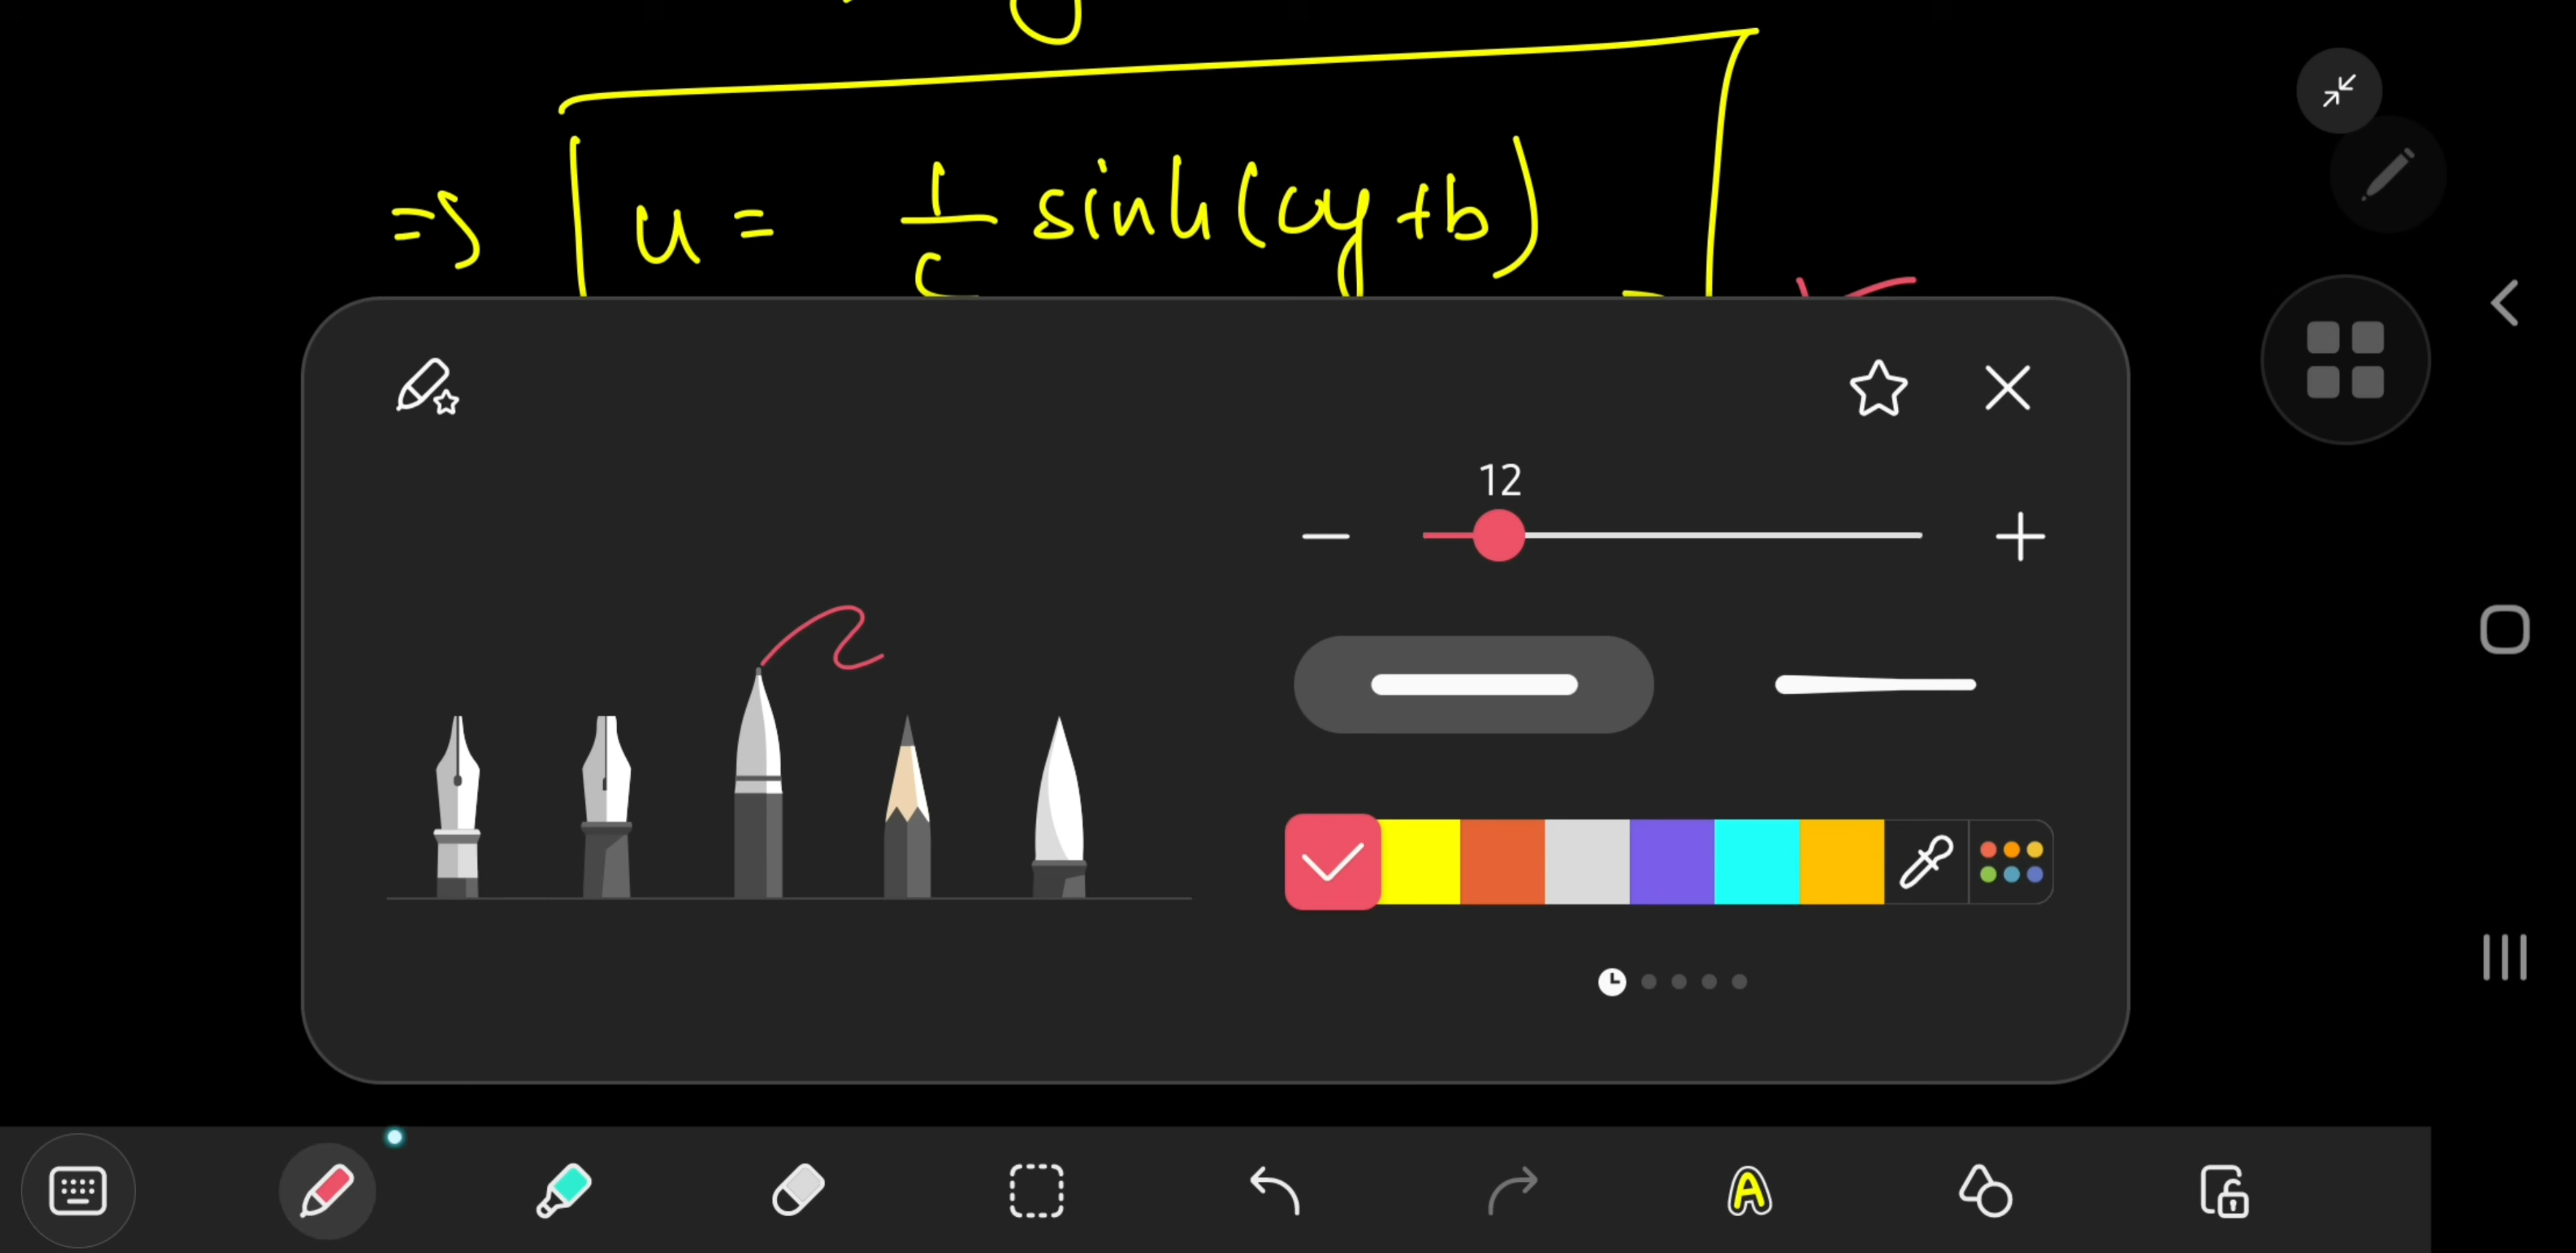 => u = 1/c sinh(cy+b)
12
A